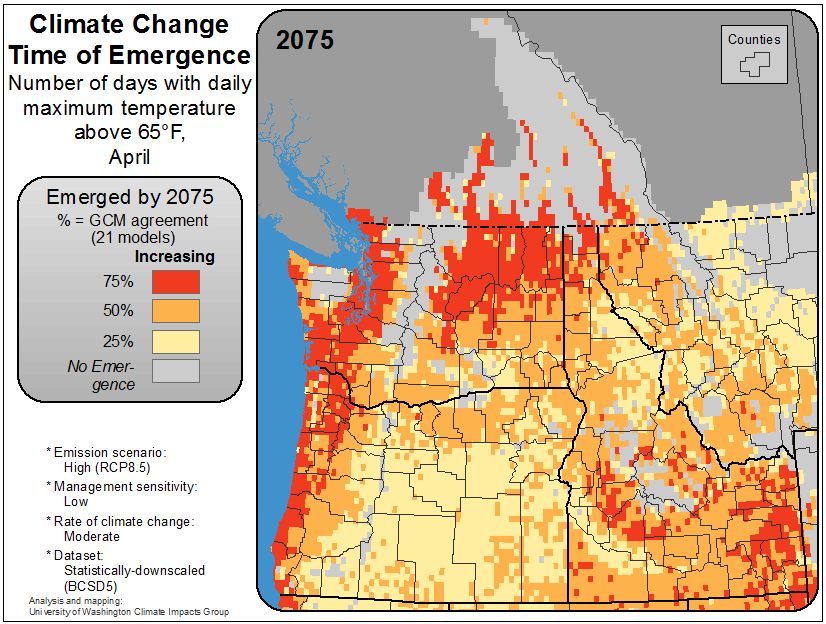 Climate Change
Time of Emergence
Number of days with daily
maximum temperature
above 65°F,
April
Emerged by 2075
% = GCM agreement
(21 models)
Increasing
75%
50%
25%
No Emer-
gence
* Emission scenario:
High (RCP8.5)
* Management sensitivity:
Low
* Rate of climate change:
Moderate
* Dataset:
Statistically-downscaled
(BCSD5)
Analysis and mapping:
University of Washington Climate Impacts Group
2075
Counties